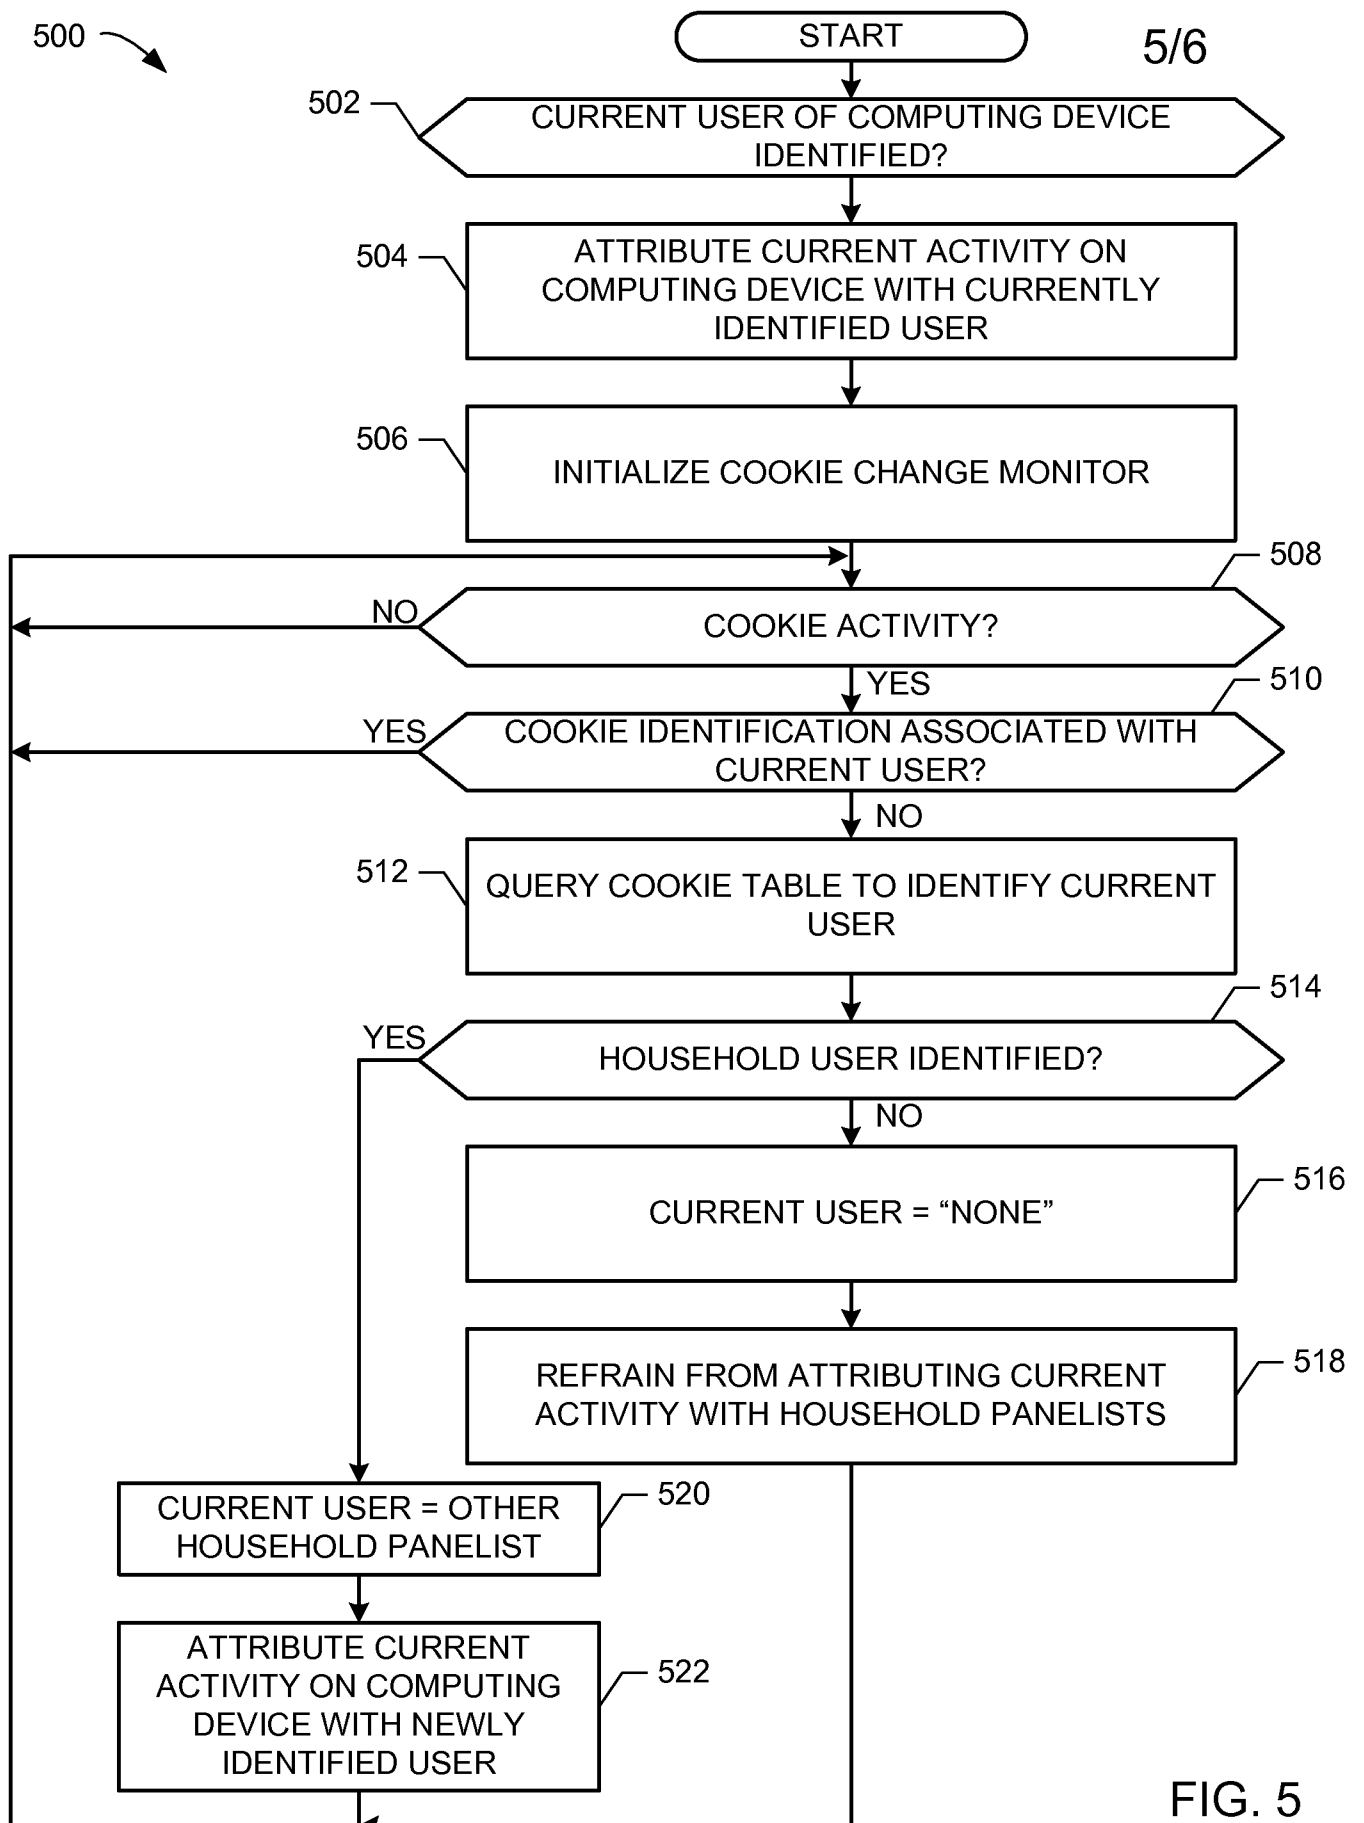 500
START
5/6
502
CURRENT USER OF COMPUTING DEVICE
IDENTIFIED?
504
ATTRIBUTE CURRENT ACTIVITY ON
COMPUTING DEVICE WITH CURRENTLY
IDENTIFIED USER
506
INITIALIZE COOKIE CHANGE MONITOR
508
NO
COOKIE ACTIVITY?
YES
510
YES
COOKIE IDENTIFICATION ASSOCIATED WITH
CURRENT USER?
NO
512
QUERY COOKIE TABLE TO IDENTIFY CURRENT
USER
514
YES
HOUSEHOLD USER IDENTIFIED?
NO
516
CURRENT USER = “NONE”
518
REFRAIN FROM ATTRIBUTING CURRENT
ACTIVITY WITH HOUSEHOLD PANELISTS
520
CURRENT USER = OTHER
HOUSEHOLD PANELIST
522
ATTRIBUTE CURRENT
ACTIVITY ON COMPUTING
DEVICE WITH NEWLY
IDENTIFIED USER
FIG. 5